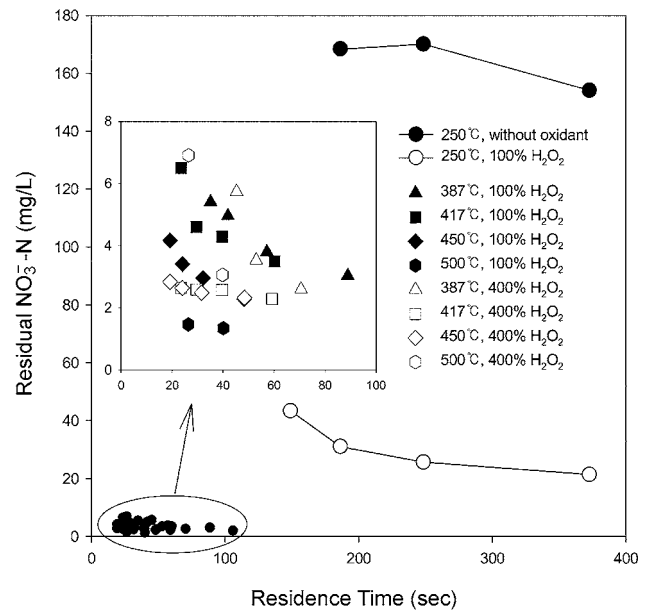 Residual NO₃⁻-N (mg/L)
180
160
140
120
100
80
60
40
20
0
0
100
200
300
400
Residence Time (sec)
8
6
4
2
0
0
20
40
60
80
100
250℃, without oxidant
250℃, 100% H₂O₂
387℃, 100% H₂O₂
417℃, 100% H₂O₂
450℃, 100% H₂O₂
500℃, 100% H₂O₂
387℃, 400% H₂O₂
417℃, 400% H₂O₂
450℃, 400% H₂O₂
500℃, 400% H₂O₂